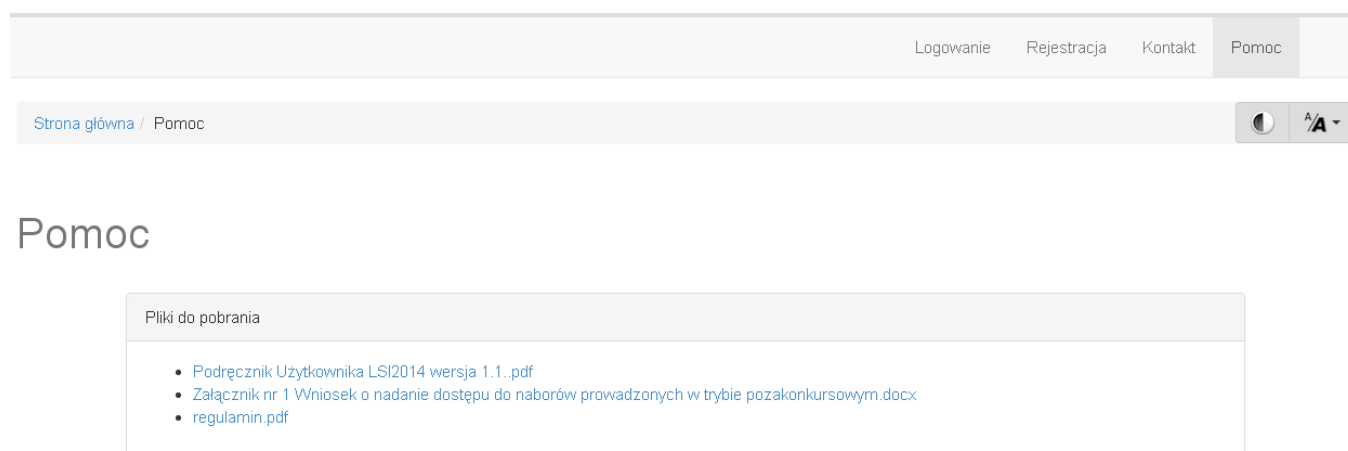 Logowanie Rejestracja Kontakt Pomoc
Strona główna / Pomoc A/A
Pomoc
Pliki do pobrania
Podręcznik Użytkownika LSI2014 wersja 1.1..pdf
Załącznik nr 1 Wniosek o nadanie dostępu do naborów prowadzonych w trybie pozakonkursowym.docx
regulamin.pdf